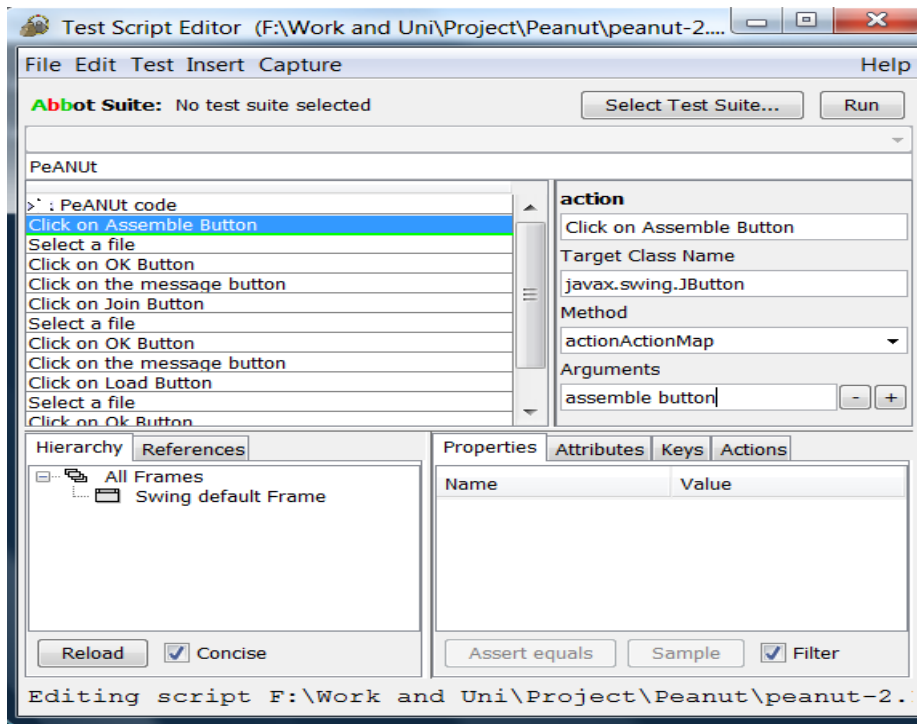 Test Script Editor (F:\Work and Uni\Project\Peanut\peanut-2....
File Edit Test Insert Capture Help
Abbot Suite: No test suite selected Select Test Suite... Run
PeANUt
PeANUt code
Click on Assemble Button
Select a file
Click on OK Button
Click on the message button
Click on Join Button
Select a file
Click on OK Button
Click on the message button
Click on Load Button
Select a file
Click on Ok Button
action
Click on Assemble Button
Target Class Name
javax.swing.JButton
Method
actionActionMap
Arguments
assemble button - +
Hierarchy References
All Frames
Swing default Frame
Reload Concise
Properties Attributes Keys Actions
Name Value
Assert equals Sample Filter
Editing script F:\Work and Uni\Project\Peanut\peanut-2.